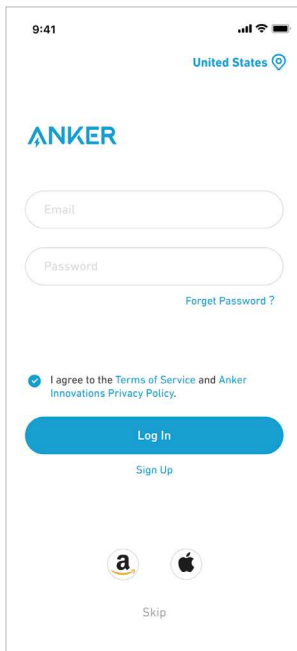 9:41
United States
ANKER
Email
Password
Forget Password ?
I agree to the Terms of Service and Anker
Innovations Privacy Policy.
Log In
Sign Up
a
Skip